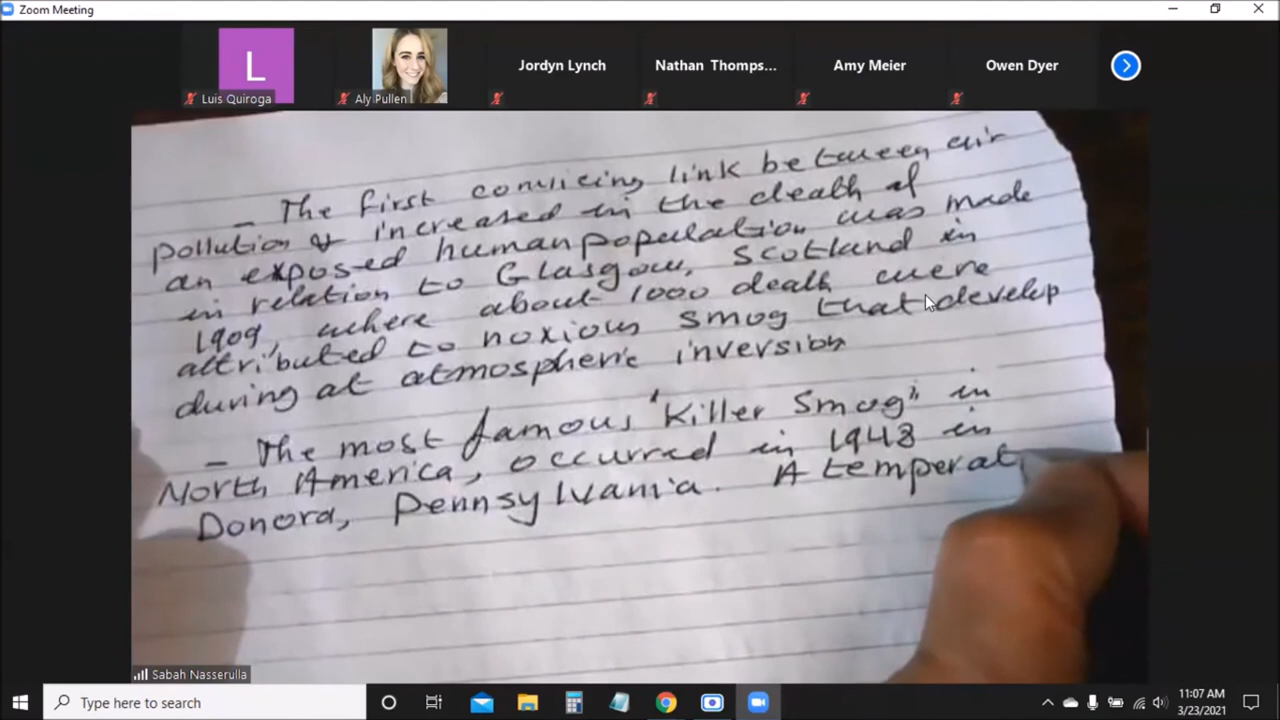 Zoom Meeting
L
Luis Quiroga
Aly Pullen
Jordyn Lynch
Nathan Thomps...
Amy Meier
Owen Dyer
- The first convlicing link between air
pollution & increased in the death of
an exposed human population was made
in relation to Glasgow, Scotland in
1909, where about 1000 death were
attributed to noxious smog that develep
during at atmospheric inversion
- The most famous "Killer Smog" in
North America, occurred in 1948 in
Donora, Pennsylvania. A temperat
Sabah Nasserulla
Type here to search
11:07 AM
3/23/2021